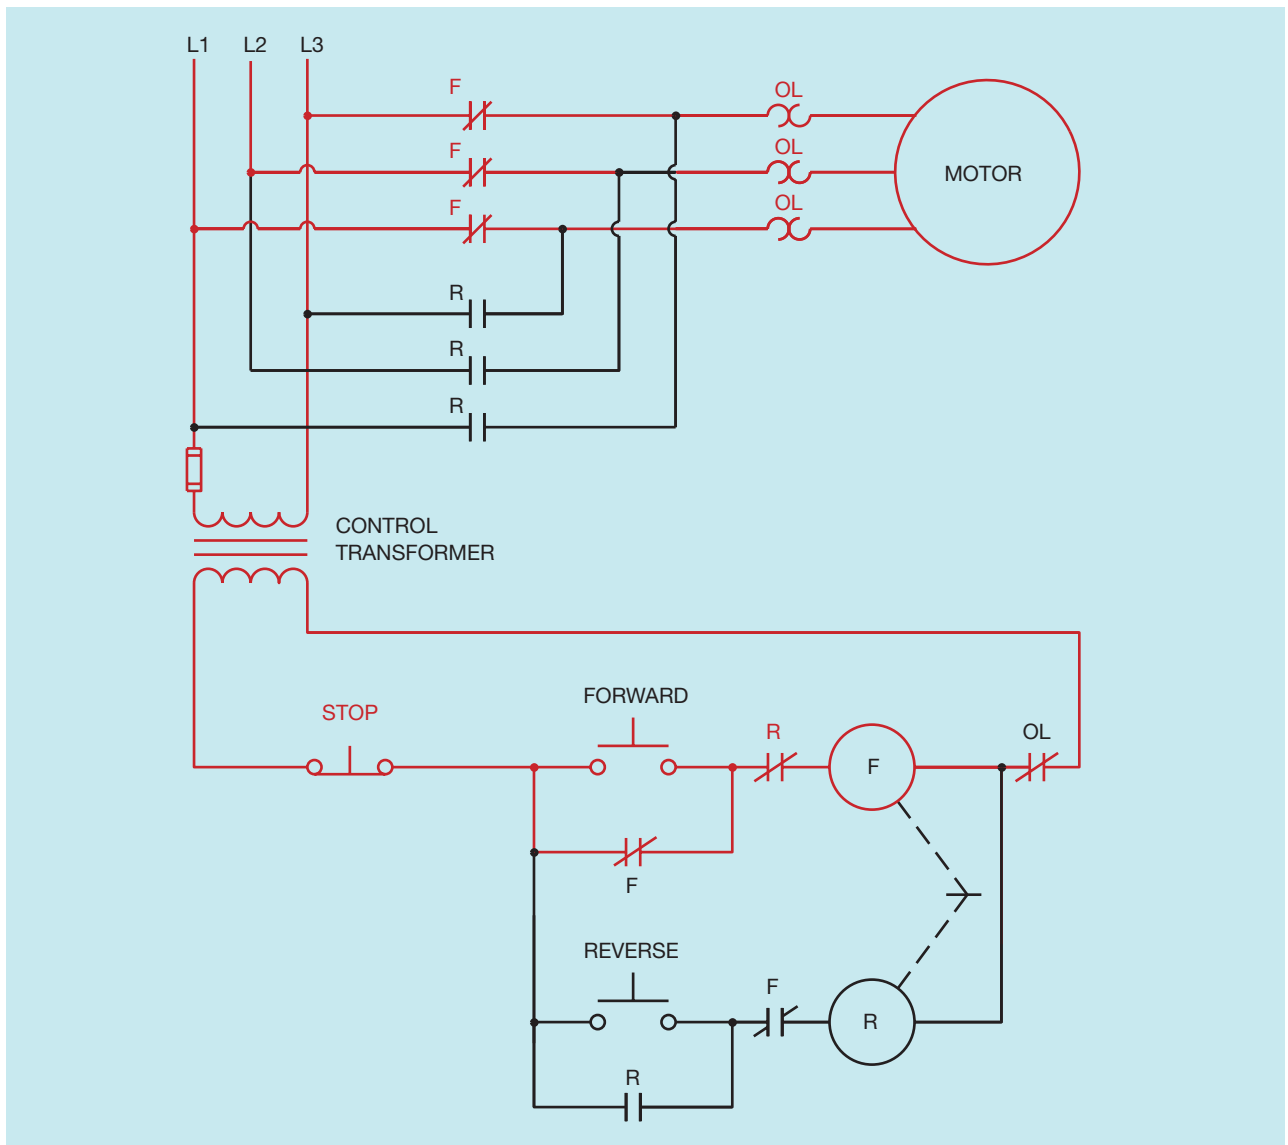 L1 L2 L3
F OL
F OL
MOTOR
F OL
R
R
R
CONTROL
TRANSFORMER
FORWARD
STOP
R OL
F
F
REVERSE
F
R
R